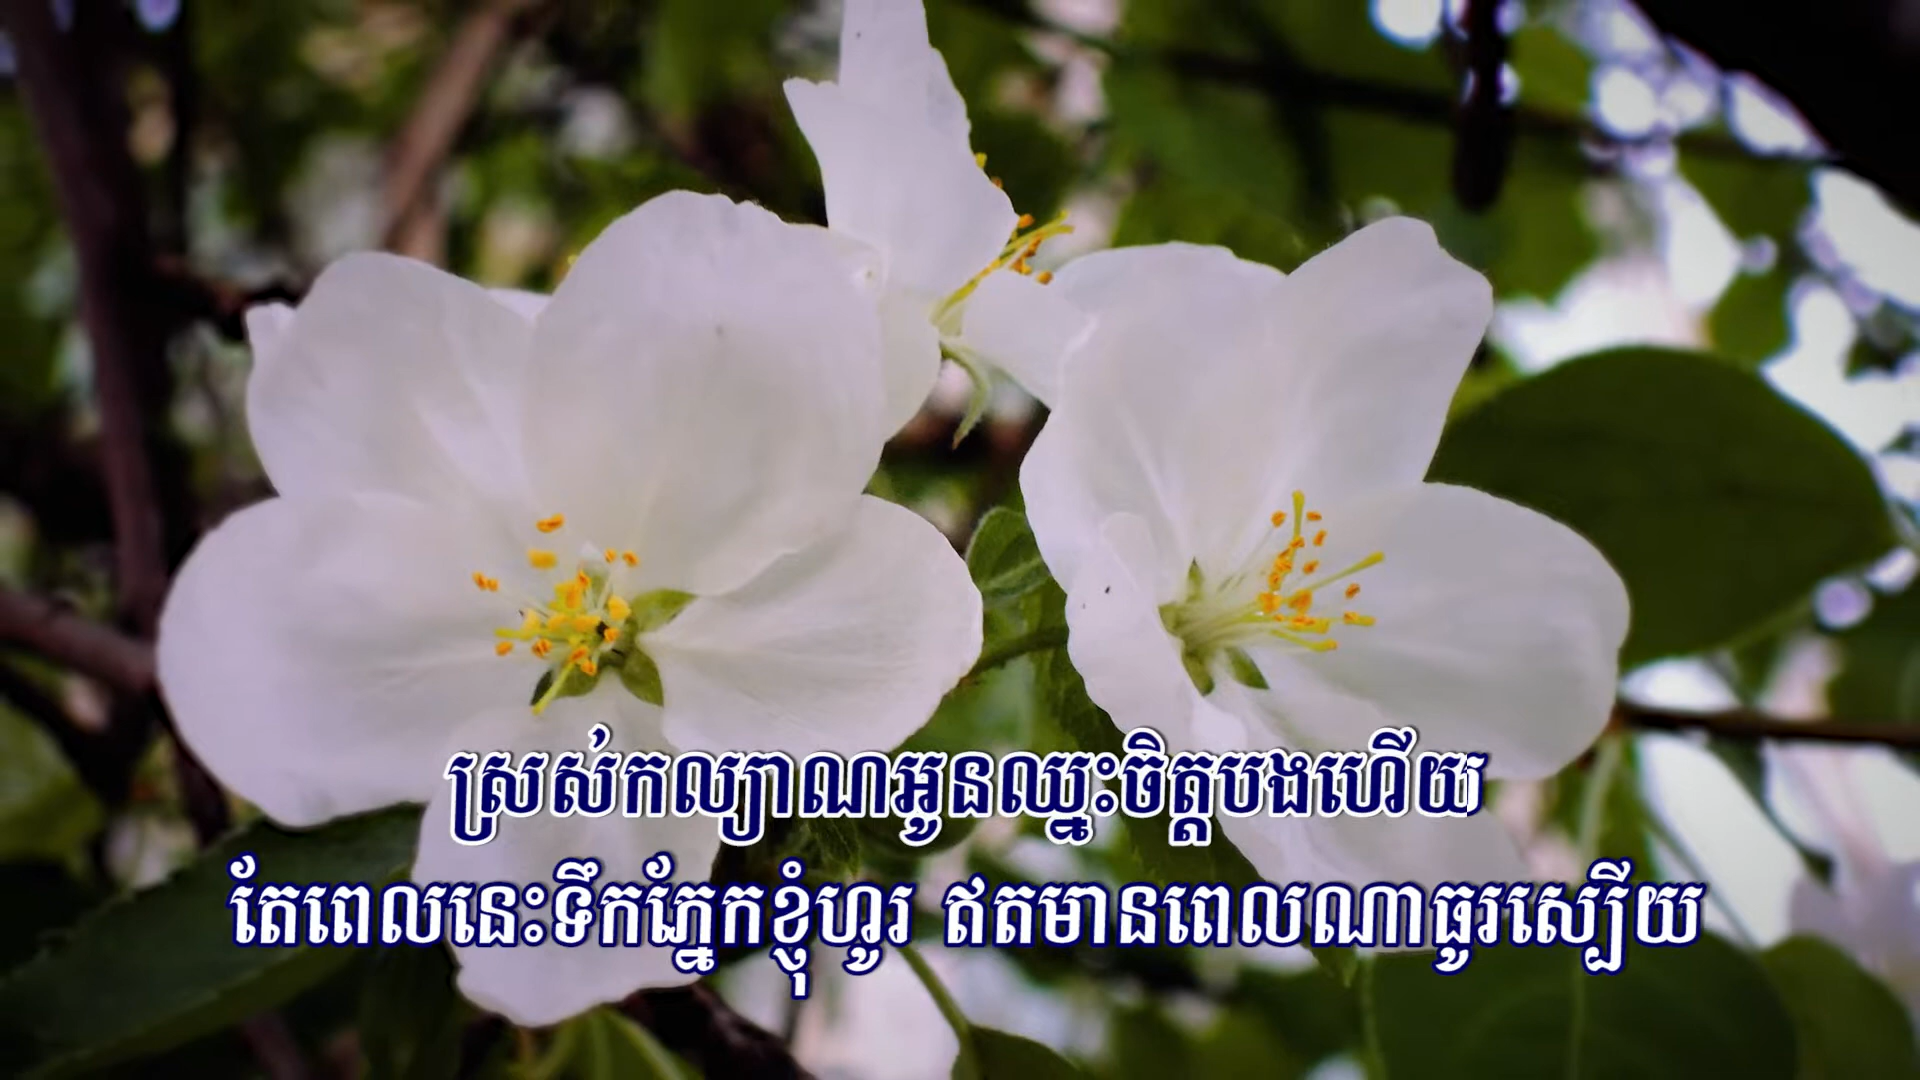 ស្រស់កល្យាណអូនឈ្នះចិត្តបងហើយ
តែពេលនេះទឹកភ្នែកខ្ញុំហូរ ឥតមានពេលណាធូរស្បើយ